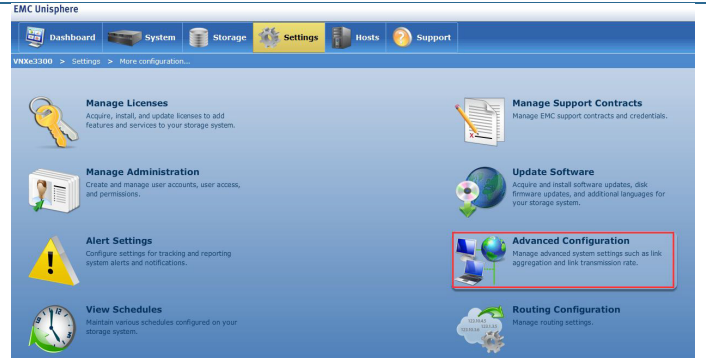 EMC Unisphere
Dashboard System Storage Settings Hosts Support
VNXe3300 > Settings > More configuration...
Manage Licenses
Acquire, install, and update licenses to add
features and services to your storage system.
Manage Support Contracts
Manage EMC support contracts and credentials.
Manage Administration
Create and manage user accounts, user access,
and permissions.
Update Software
Acquire and install software updates, disk
firmware updates, and additional languages for
your storage system.
Alert Settings
Configure settings for tracking and reporting
system alerts and notifications.
Advanced Configuration
Manage advanced system settings such as link
aggregation and link transmission rate.
View Schedules
Maintain various schedules configured on your
storage system.
Routing Configuration
Manage routing settings.